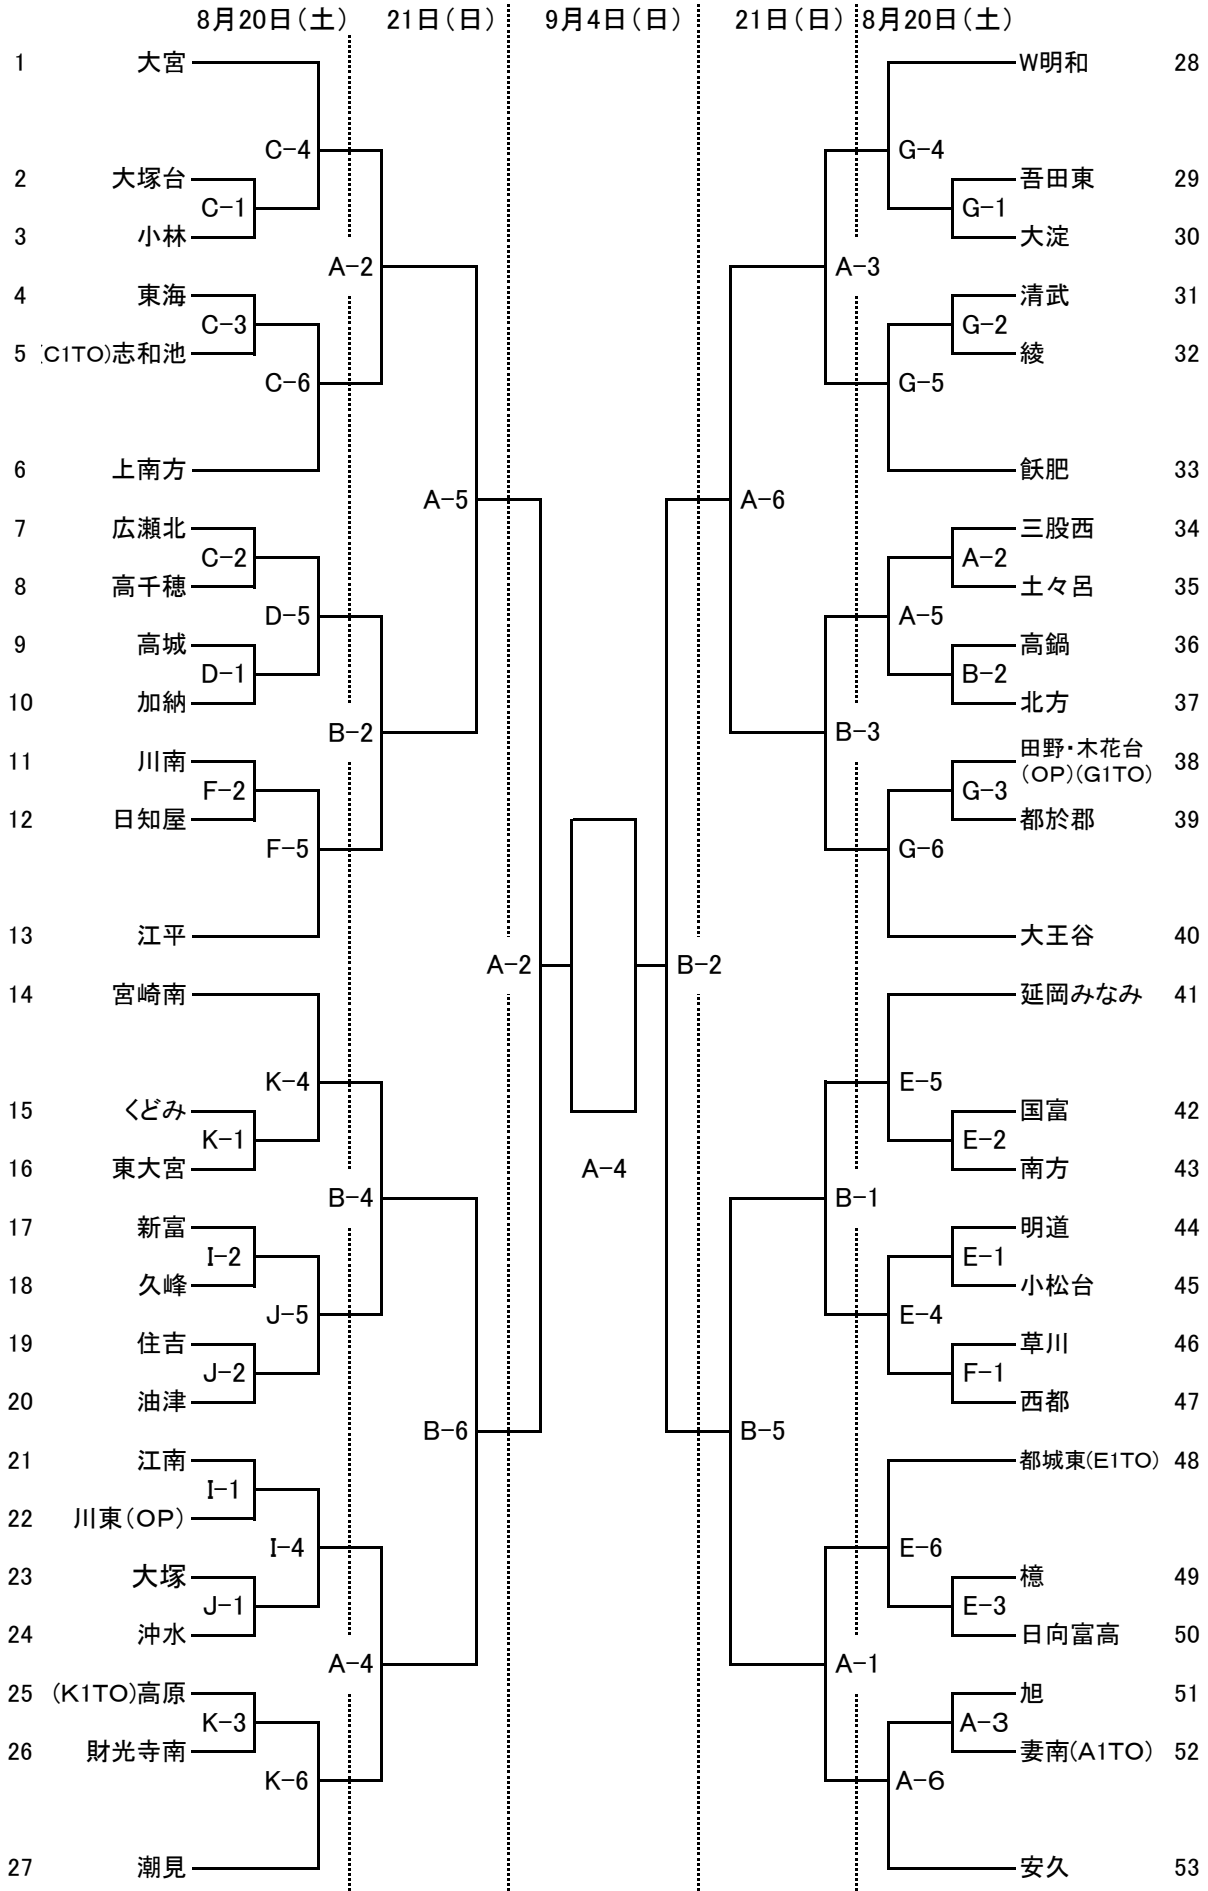 8月20日(土) 21日(日) 9月4日(日) 21日(日) 8月20日(土)
1 大宮 W明和 28
C-4 G-4
2 大塚台 吾田東 29
C-1 G-1
3 小林 大淀 30
A-2 A-3
4 東海 清武 31
C-3 G-2
5 (C1TO)志和池 綾 32
C-6 G-5
6 上南方 飫肥 33
A-5 A-6
7 広瀬北 三股西 34
C-2 A-2
8 高千穂 土々呂 35
D-5 A-5
9 高城 高鍋 36
D-1 B-2
10 加納 北方 37
B-2 B-3
11 川南 田野・木花台 38
(OP)(G1TO)
F-2 G-3
12 日知屋 都於郡 39
F-5 G-6
13 江平 大王谷 40
A-2 B-2
14 宮崎南 延岡みなみ 41
K-4 E-5
15 くどみ 国富 42
K-1 E-2
16 東大宮 A-4 南方 43
B-4 B-1
17 新富 明道 44
I-2 E-1
18 久峰 小松台 45
J-5 E-4
19 住吉 草川 46
J-2 F-1
20 油津 西都 47
B-6 B-5
21 江南 都城東(E1TO) 48
I-1
22 川東(OP)
I-4 E-6
23 大塚 檍 49
J-1 E-3
24 沖水 日向富高 50
A-4 A-1
25 (K1TO)高原 旭 51
K-3 A-3
26 財光寺南 妻南(A1TO) 52
K-6 A-6
27 潮見 安久 53